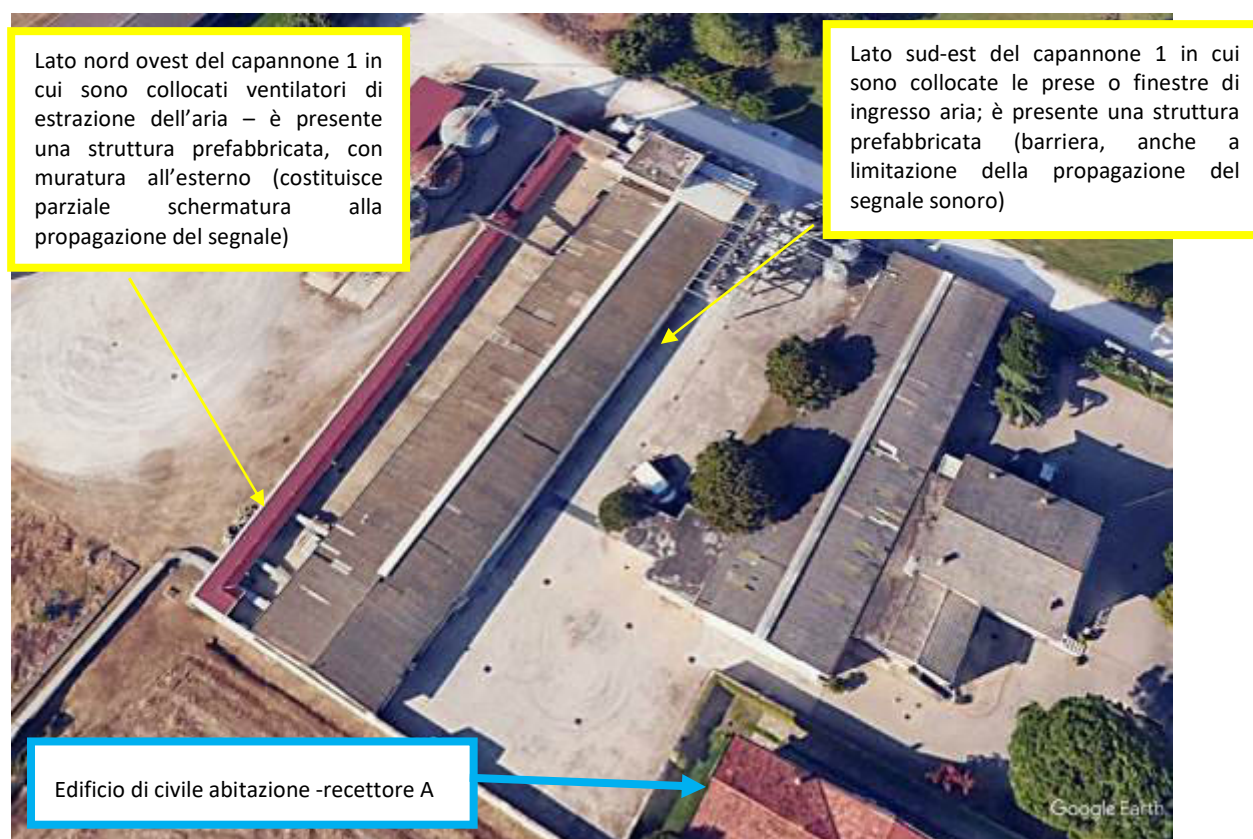 Lato nord ovest del capannone 1 in
cui sono collocati ventilatori di
estrazione dell’aria – è presente
una struttura prefabbricata, con
muratura all’esterno (costituisce
parziale schermatura alla
propagazione del segnale)
Lato sud-est del capannone 1 in cui
sono collocate le prese o finestre di
ingresso aria; è presente una struttura
prefabbricata (barriera, anche a
limitazione della propagazione del
segnale sonoro)
Edificio di civile abitazione -recettore A
Google Earth